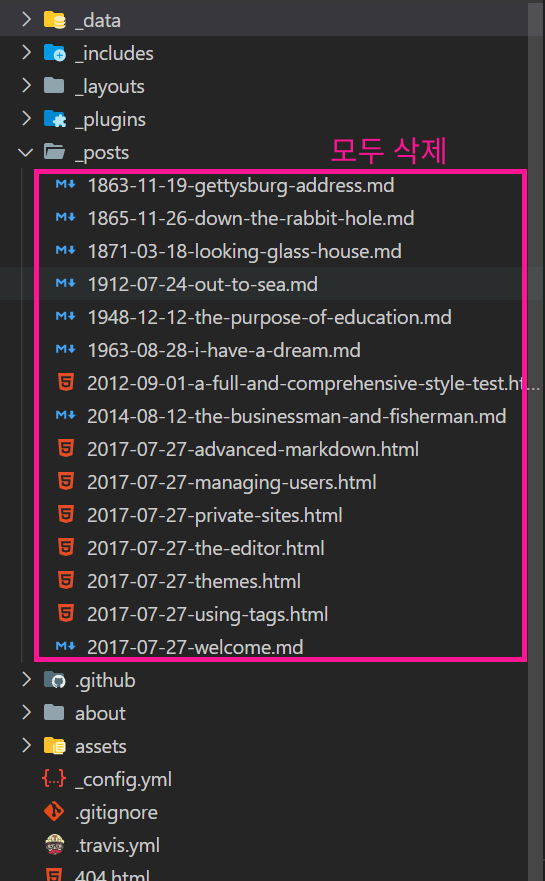 _data
_includes
_layouts
_plugins
_posts
모두 삭제
1863-11-19-gettysburg-address.md
1865-11-26-down-the-rabbit-hole.md
1871-03-18-looking-glass-house.md
1912-07-24-out-to-sea.md
1948-12-12-the-purpose-of-education.md
1963-08-28-i-have-a-dream.md
2012-09-01-a-full-and-comprehensive-style-test.ht...
2014-08-12-the-businessman-and-fisherman.md
2017-07-27-advanced-markdown.html
2017-07-27-managing-users.html
2017-07-27-private-sites.html
2017-07-27-the-editor.html
2017-07-27-themes.html
2017-07-27-using-tags.html
2017-07-27-welcome.md
.github
about
assets
_config.yml
.gitignore
.travis.yml
404.html